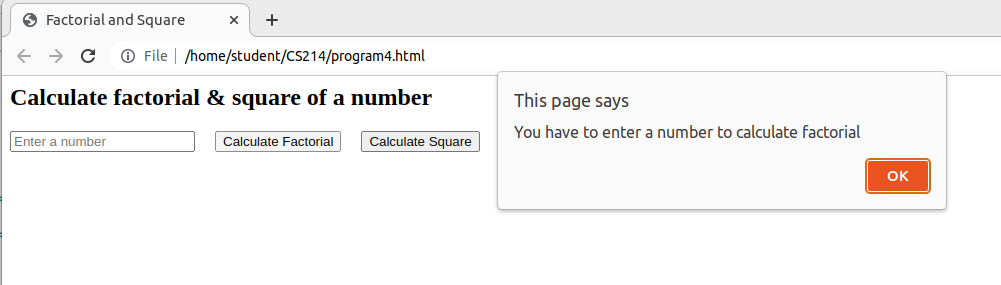 Factorial and Square
File /home/student/CS214/program4.html
Calculate factorial & square of a number
Enter a number Calculate Factorial Calculate Square
This page says
You have to enter a number to calculate factorial
OK